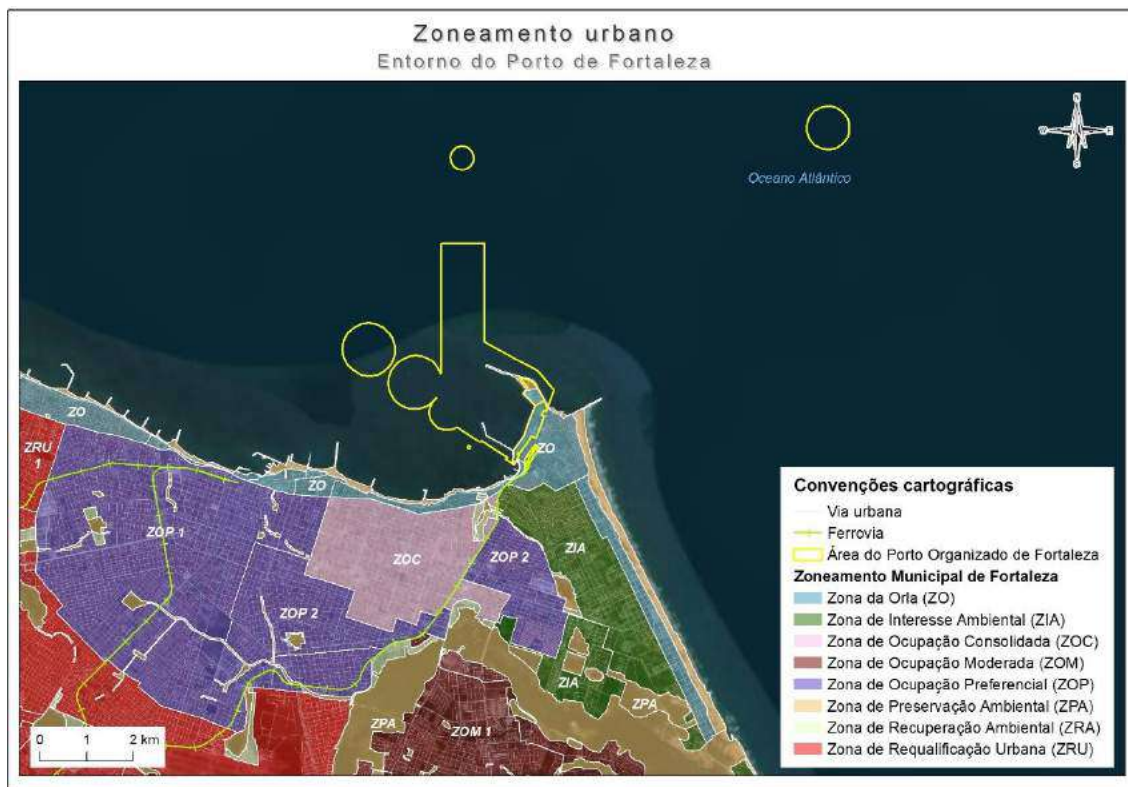 Zoneamento urbano
Entorno do Porto de Fortaleza
N
O
E
S
Oceano Atlântico
ZO
ZRU
1
ZO
ZO
ZOP 1
ZOC
ZOP 2
ZIA
ZOP 2
ZIA
ZPA
ZPA
ZOM 1
0 1 2 km
Convenções cartográficas
Via urbana
Ferrovia
Área do Porto Organizado de Fortaleza
Zoneamento Municipal de Fortaleza
Zona da Orla (ZO)
Zona de Interesse Ambiental (ZIA)
Zona de Ocupação Consolidada (ZOC)
Zona de Ocupação Moderada (ZOM)
Zona de Ocupação Preferencial (ZOP)
Zona de Preservação Ambiental (ZPA)
Zona de Recuperação Ambiental (ZRA)
Zona de Requalificação Urbana (ZRU)